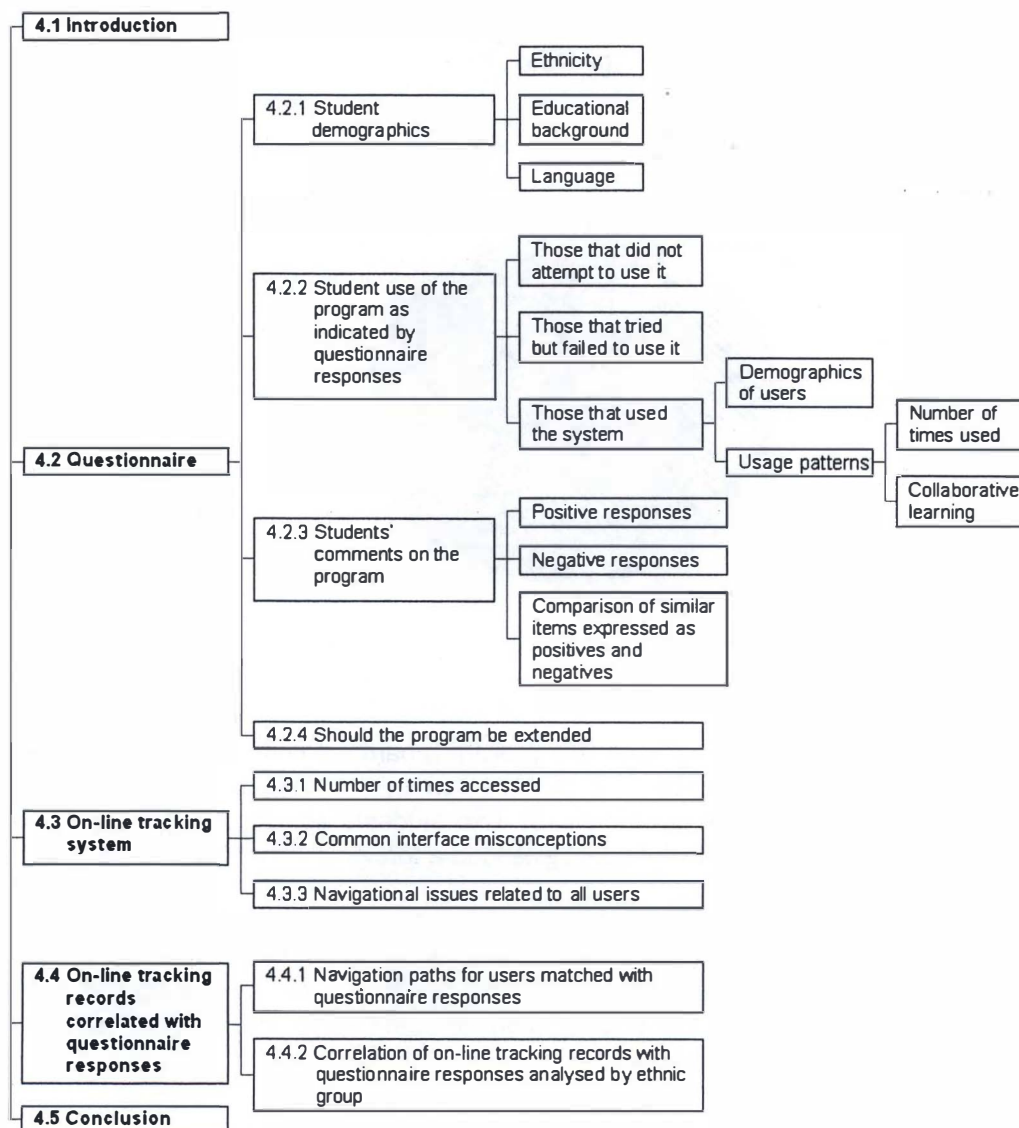 4.1 Introduction
4.2 Questionnaire
4.2.1 Student
demographics
Ethnicity
Educational
background
Language
4.2.2 Student use of the
program as
indicated by
questionnaire
responses
Those that did not
attempt to use it
Those that tried
but failed to use it
Those that used
the system
Demographics
of users
Usage patterns
Number of
times used
Collaborative
learning
4.2.3 Students'
comments on the
program
Positive responses
Negative responses
Comparison of similar
items expressed as
positives and
negatives
4.2.4 Should the program be extended
4.3 On-line tracking
system
4.3.1 Number of times accessed
4.3.2 Common interface misconceptions
4.3.3 Navigational issues related to all users
4.4 On-line tracking
records
correlated with
questionnaire
responses
4.4.1 Navigation paths for users matched with
questionnaire responses
4.4.2 Correlation of on-line tracking records with
questionnaire responses analysed by ethnic
group
4.5 Conclusion